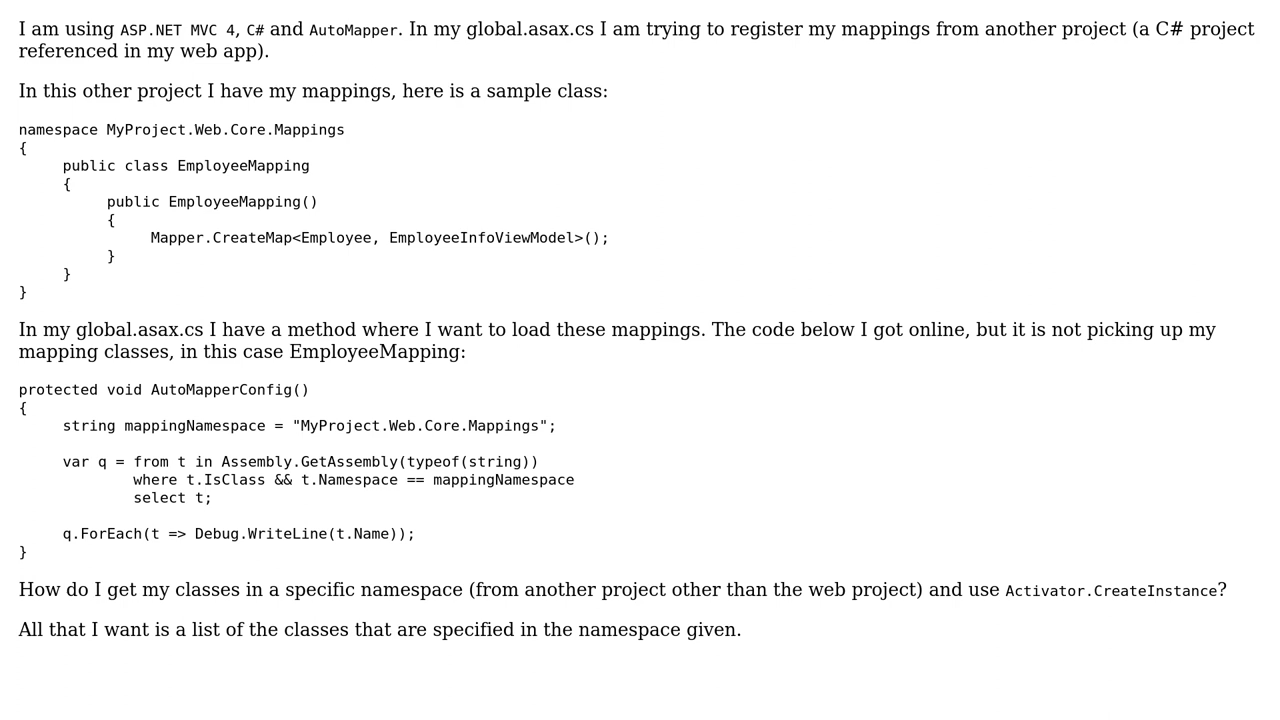 I am using ASP.NET MVC 4, C# and AutoMapper. In my global.asax.cs I am trying to register my mappings from another project (a C# project
referenced in my web app).
In this other project I have my mappings, here is a sample class:
namespace MyProject.Web.Core.Mappings
{
     public class EmployeeMapping
     {
          public EmployeeMapping()
          {
               Mapper.CreateMap<Employee, EmployeeInfoViewModel>();
          }
     }
}
In my global.asax.cs I have a method where I want to load these mappings. The code below I got online, but it is not picking up my
mapping classes, in this case EmployeeMapping:
protected void AutoMapperConfig()
{
     string mappingNamespace = "MyProject.Web.Core.Mappings";
     var q = from t in Assembly.GetAssembly(typeof(string))
             where t.IsClass && t.Namespace == mappingNamespace
             select t;
     q.ForEach(t => Debug.WriteLine(t.Name));
}
How do I get my classes in a specific namespace (from another project other than the web project) and use Activator.CreateInstance?
All that I want is a list of the classes that are specified in the namespace given.